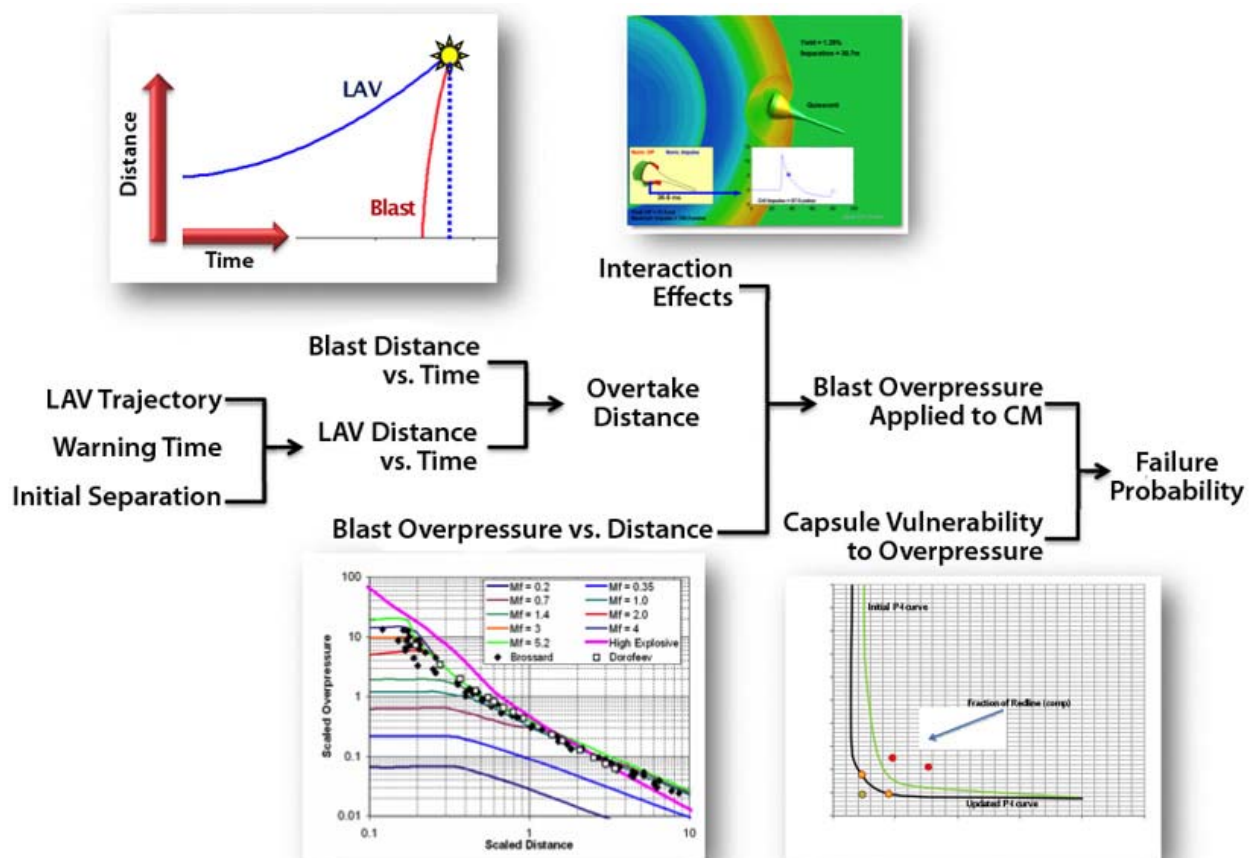 LAV
Distance
Blast
Time
Yield = 1.28%
Quiescent
Interaction
Effects
Blast Distance
vs. Time
LAV Trajectory
Warning Time
Initial Separation
LAV Distance
vs. Time
Overtake
Distance
Blast Overpressure
Applied to CM
Failure
Probability
Blast Overpressure vs. Distance
Capsule Vulnerability
to Overpressure
100
10
1
0.1
0.01
0.1
1
10
Scaled Overpressure
Scaled Distance
Mf = 0.2
Mf = 0.35
Mf = 0.7
Mf = 1.0
Mf = 1.4
Mf = 2.0
Mf = 3
Mf = 4
Mf = 5.2
High Explosive
Brossard
Dorofeev
Initial P-I curve
Fraction of Redline (comp)
Updated P-I curve